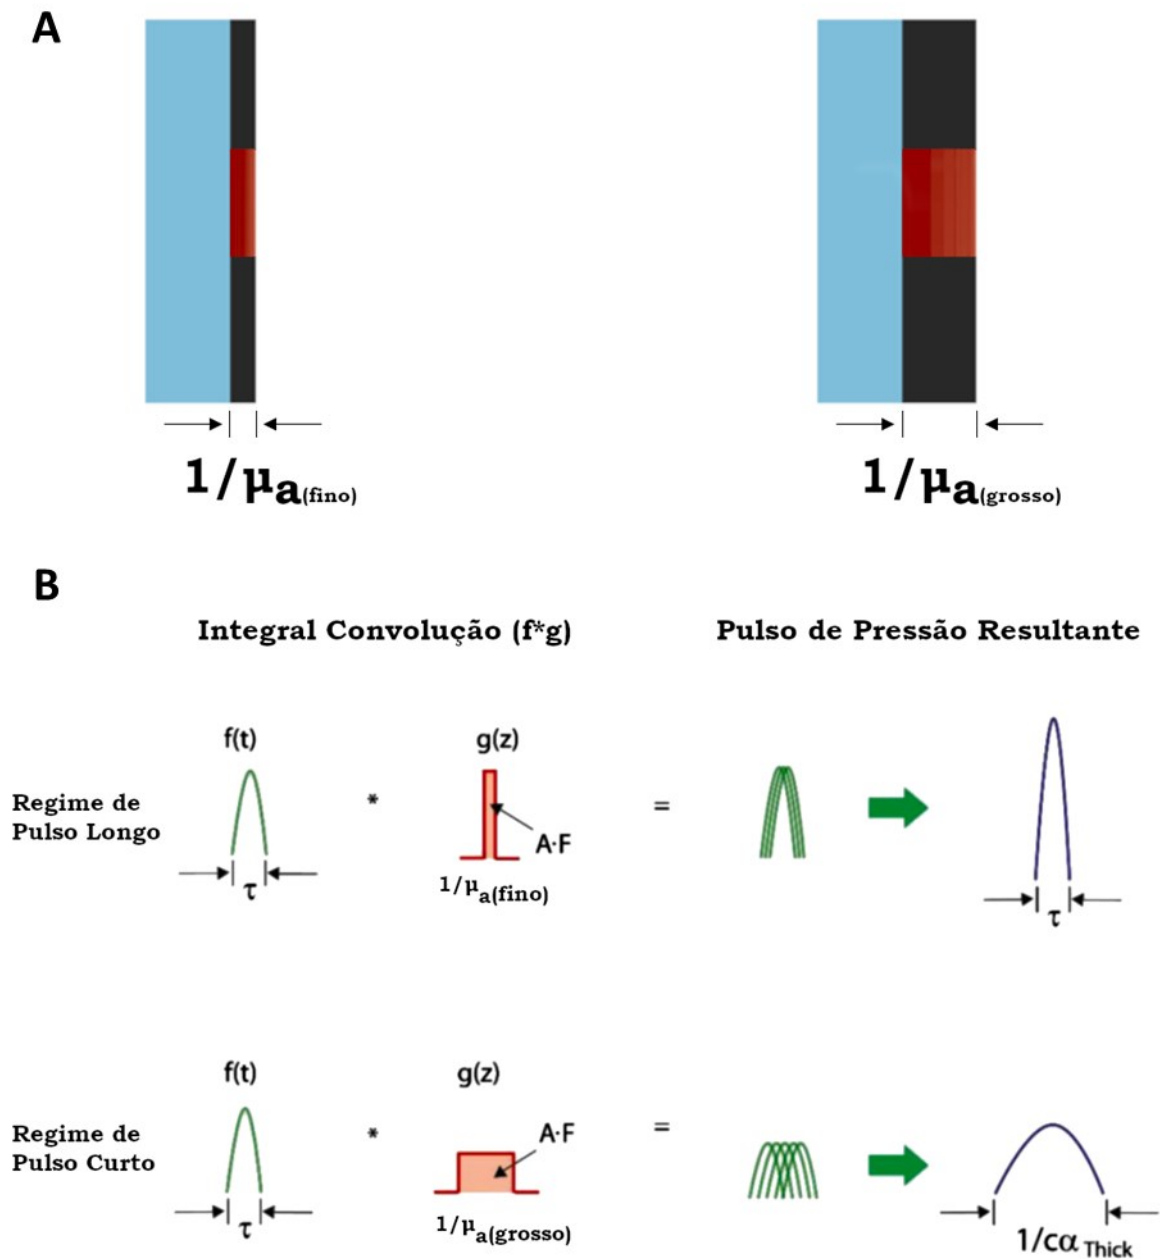 A
1/μa(fino)
1/μa(grosso)
B
Integral Convolução (f*g)
Pulso de Pressão Resultante
f(t)
g(z)
Regime de
Pulso Longo
*
=
A·F
τ
1/μa(fino)
τ
f(t)
g(z)
Regime de
Pulso Curto
*
=
A·F
τ
1/μa(grosso)
1/cα Thick